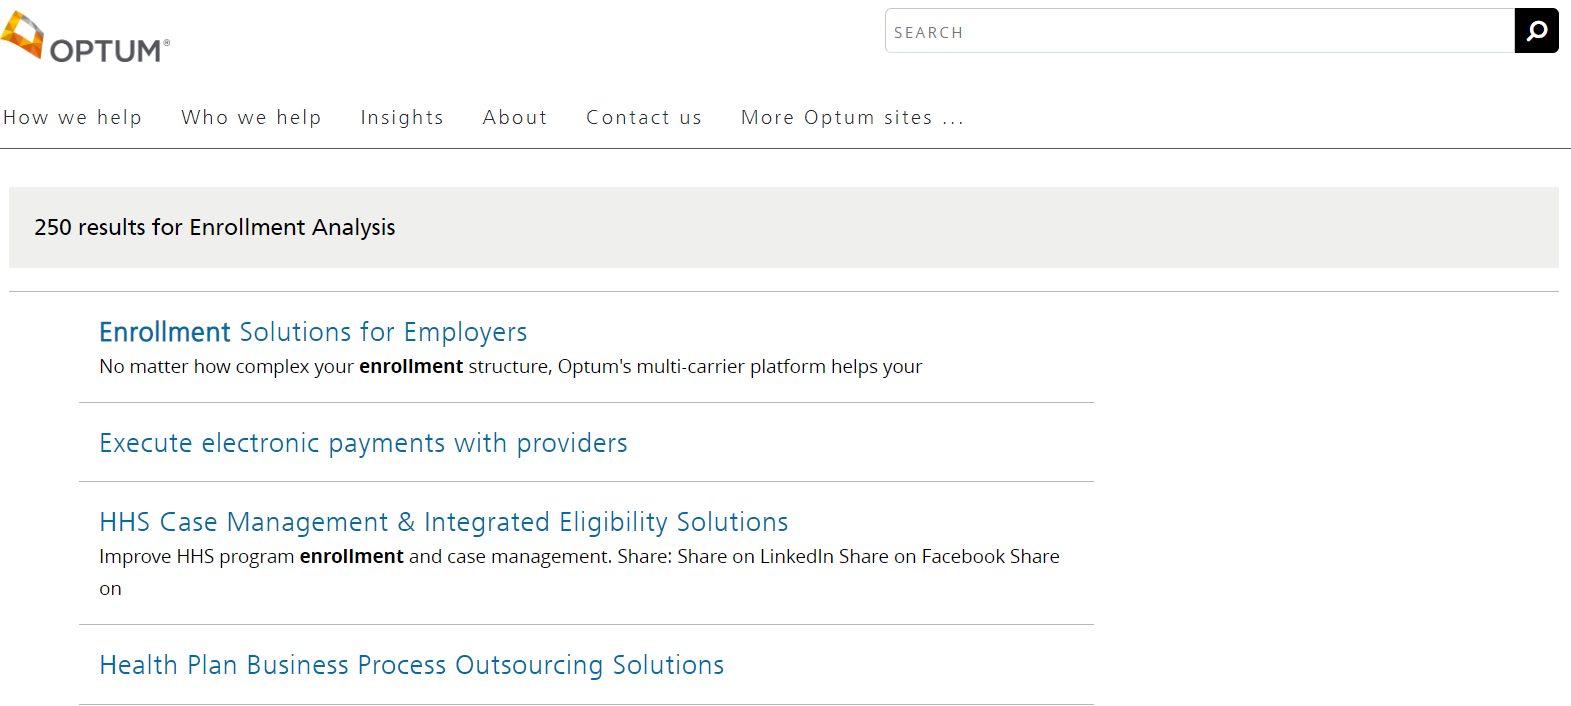 OPTUM®
SEARCH
How we help Who we help Insights About Contact us More Optum sites ...
250 results for Enrollment Analysis
Enrollment Solutions for Employers
No matter how complex your enrollment structure, Optum's multi-carrier platform helps your
Execute electronic payments with providers
HHS Case Management & Integrated Eligibility Solutions
Improve HHS program enrollment and case management. Share: Share on LinkedIn Share on Facebook Share
on
Health Plan Business Process Outsourcing Solutions